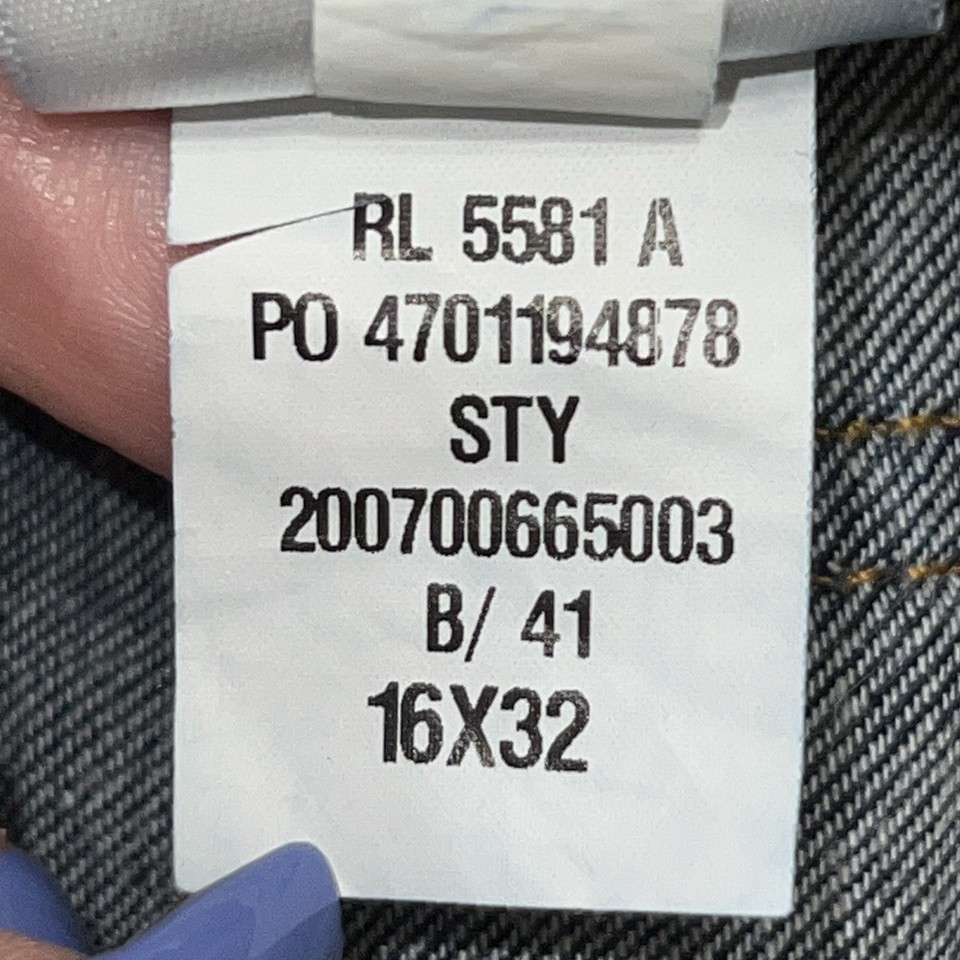 RL 5581 A
PO 4701194878
STY
200700665003
B/ 41
16X32